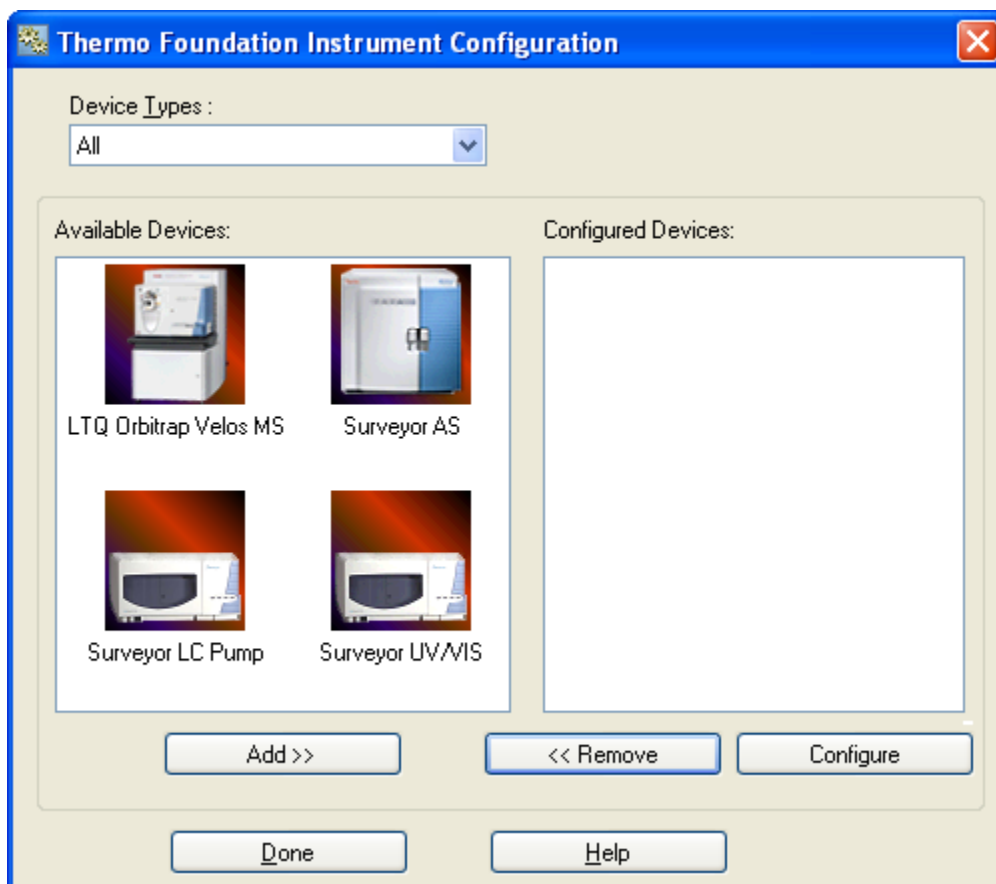 Thermo Foundation Instrument Configuration
Device Types :
All
Available Devices:
Configured Devices:
LTQ Orbitrap Velos MS
Surveyor AS
Surveyor LC Pump
Surveyor UV/VIS
Add >>
<< Remove
Configure
Done
Help